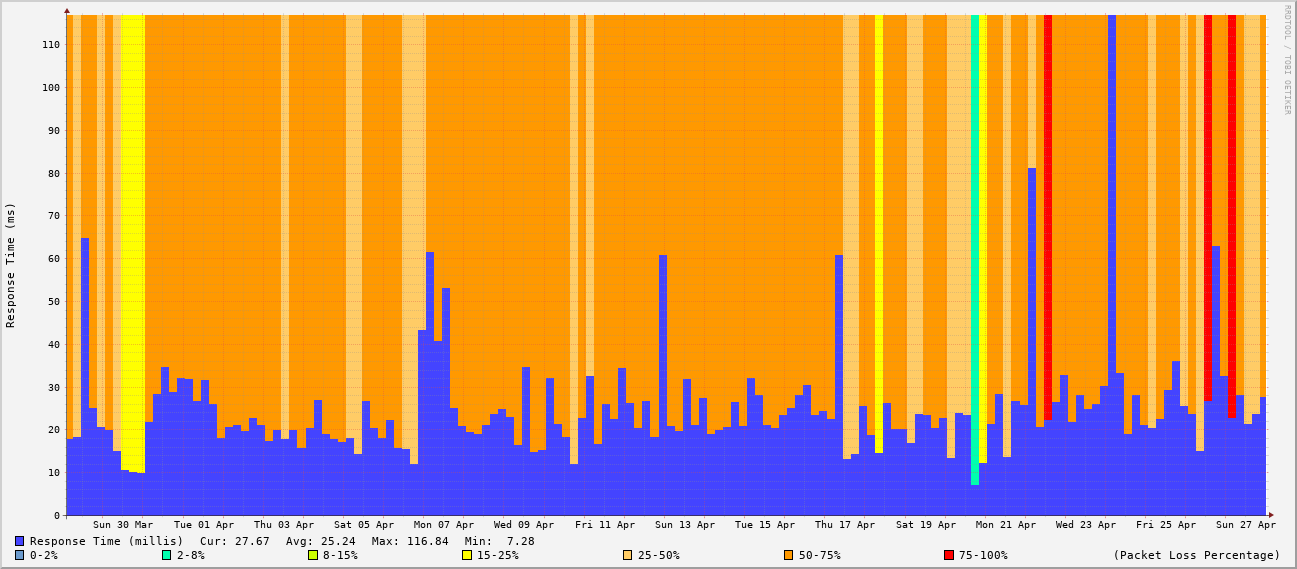 RRDTOOL / TOBI OETIKER
Response Time (ms)
110
100
90
80
70
60
50
40
30
20
10
0
Sun 30 Mar Tue 01 Apr Thu 03 Apr Sat 05 Apr Mon 07 Apr Wed 09 Apr Fri 11 Apr Sun 13 Apr Tue 15 Apr Thu 17 Apr Sat 19 Apr Mon 21 Apr Wed 23 Apr Fri 25 Apr Sun 27 Apr
Response Time (millis) Cur: 27.67 Avg: 25.24 Max: 116.84 Min: 7.28
0-2% 2-8% 8-15% 15-25% 25-50% 50-75% 75-100% (Packet Loss Percentage)